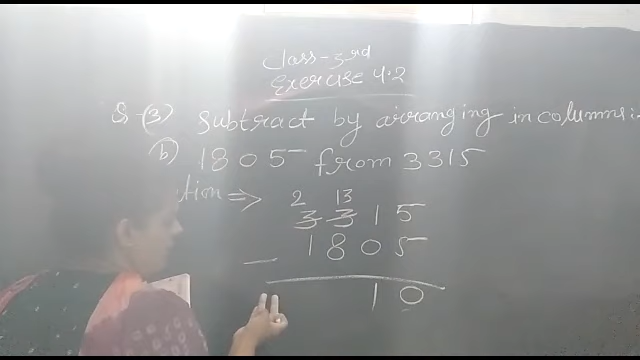 Class-3rd
Exercise 4.2
Q-(3) Subtract by arranging in columns:
b) 1805 from 3315
ution => 2 13
3 3 1 5
- 1 8 0 5
1 0